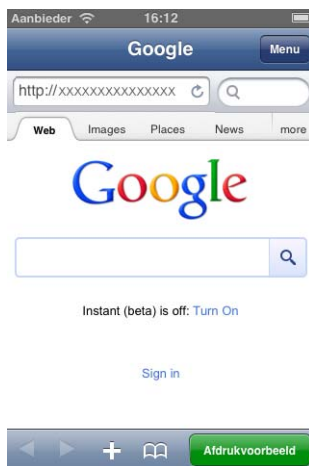 Aanbieder 16:12
Google Menu
http://xxxxxxxxxxxxxxx
Web Images Places News more
Google
Instant (beta) is off: Turn On
Sign in
Afdrukvoorbeeld